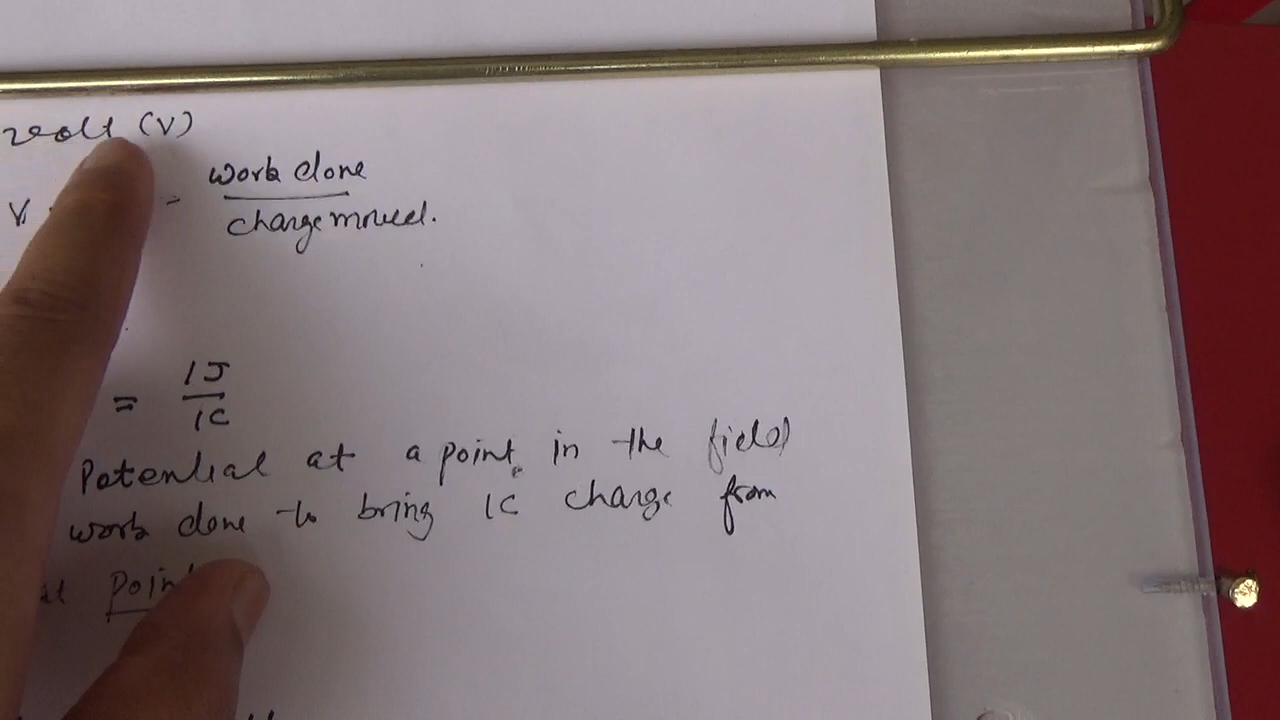 volt (V)
V = work done
charge moved.
= 1J
1C
Potential at a point in the field
work done to bring 1C charge from
point